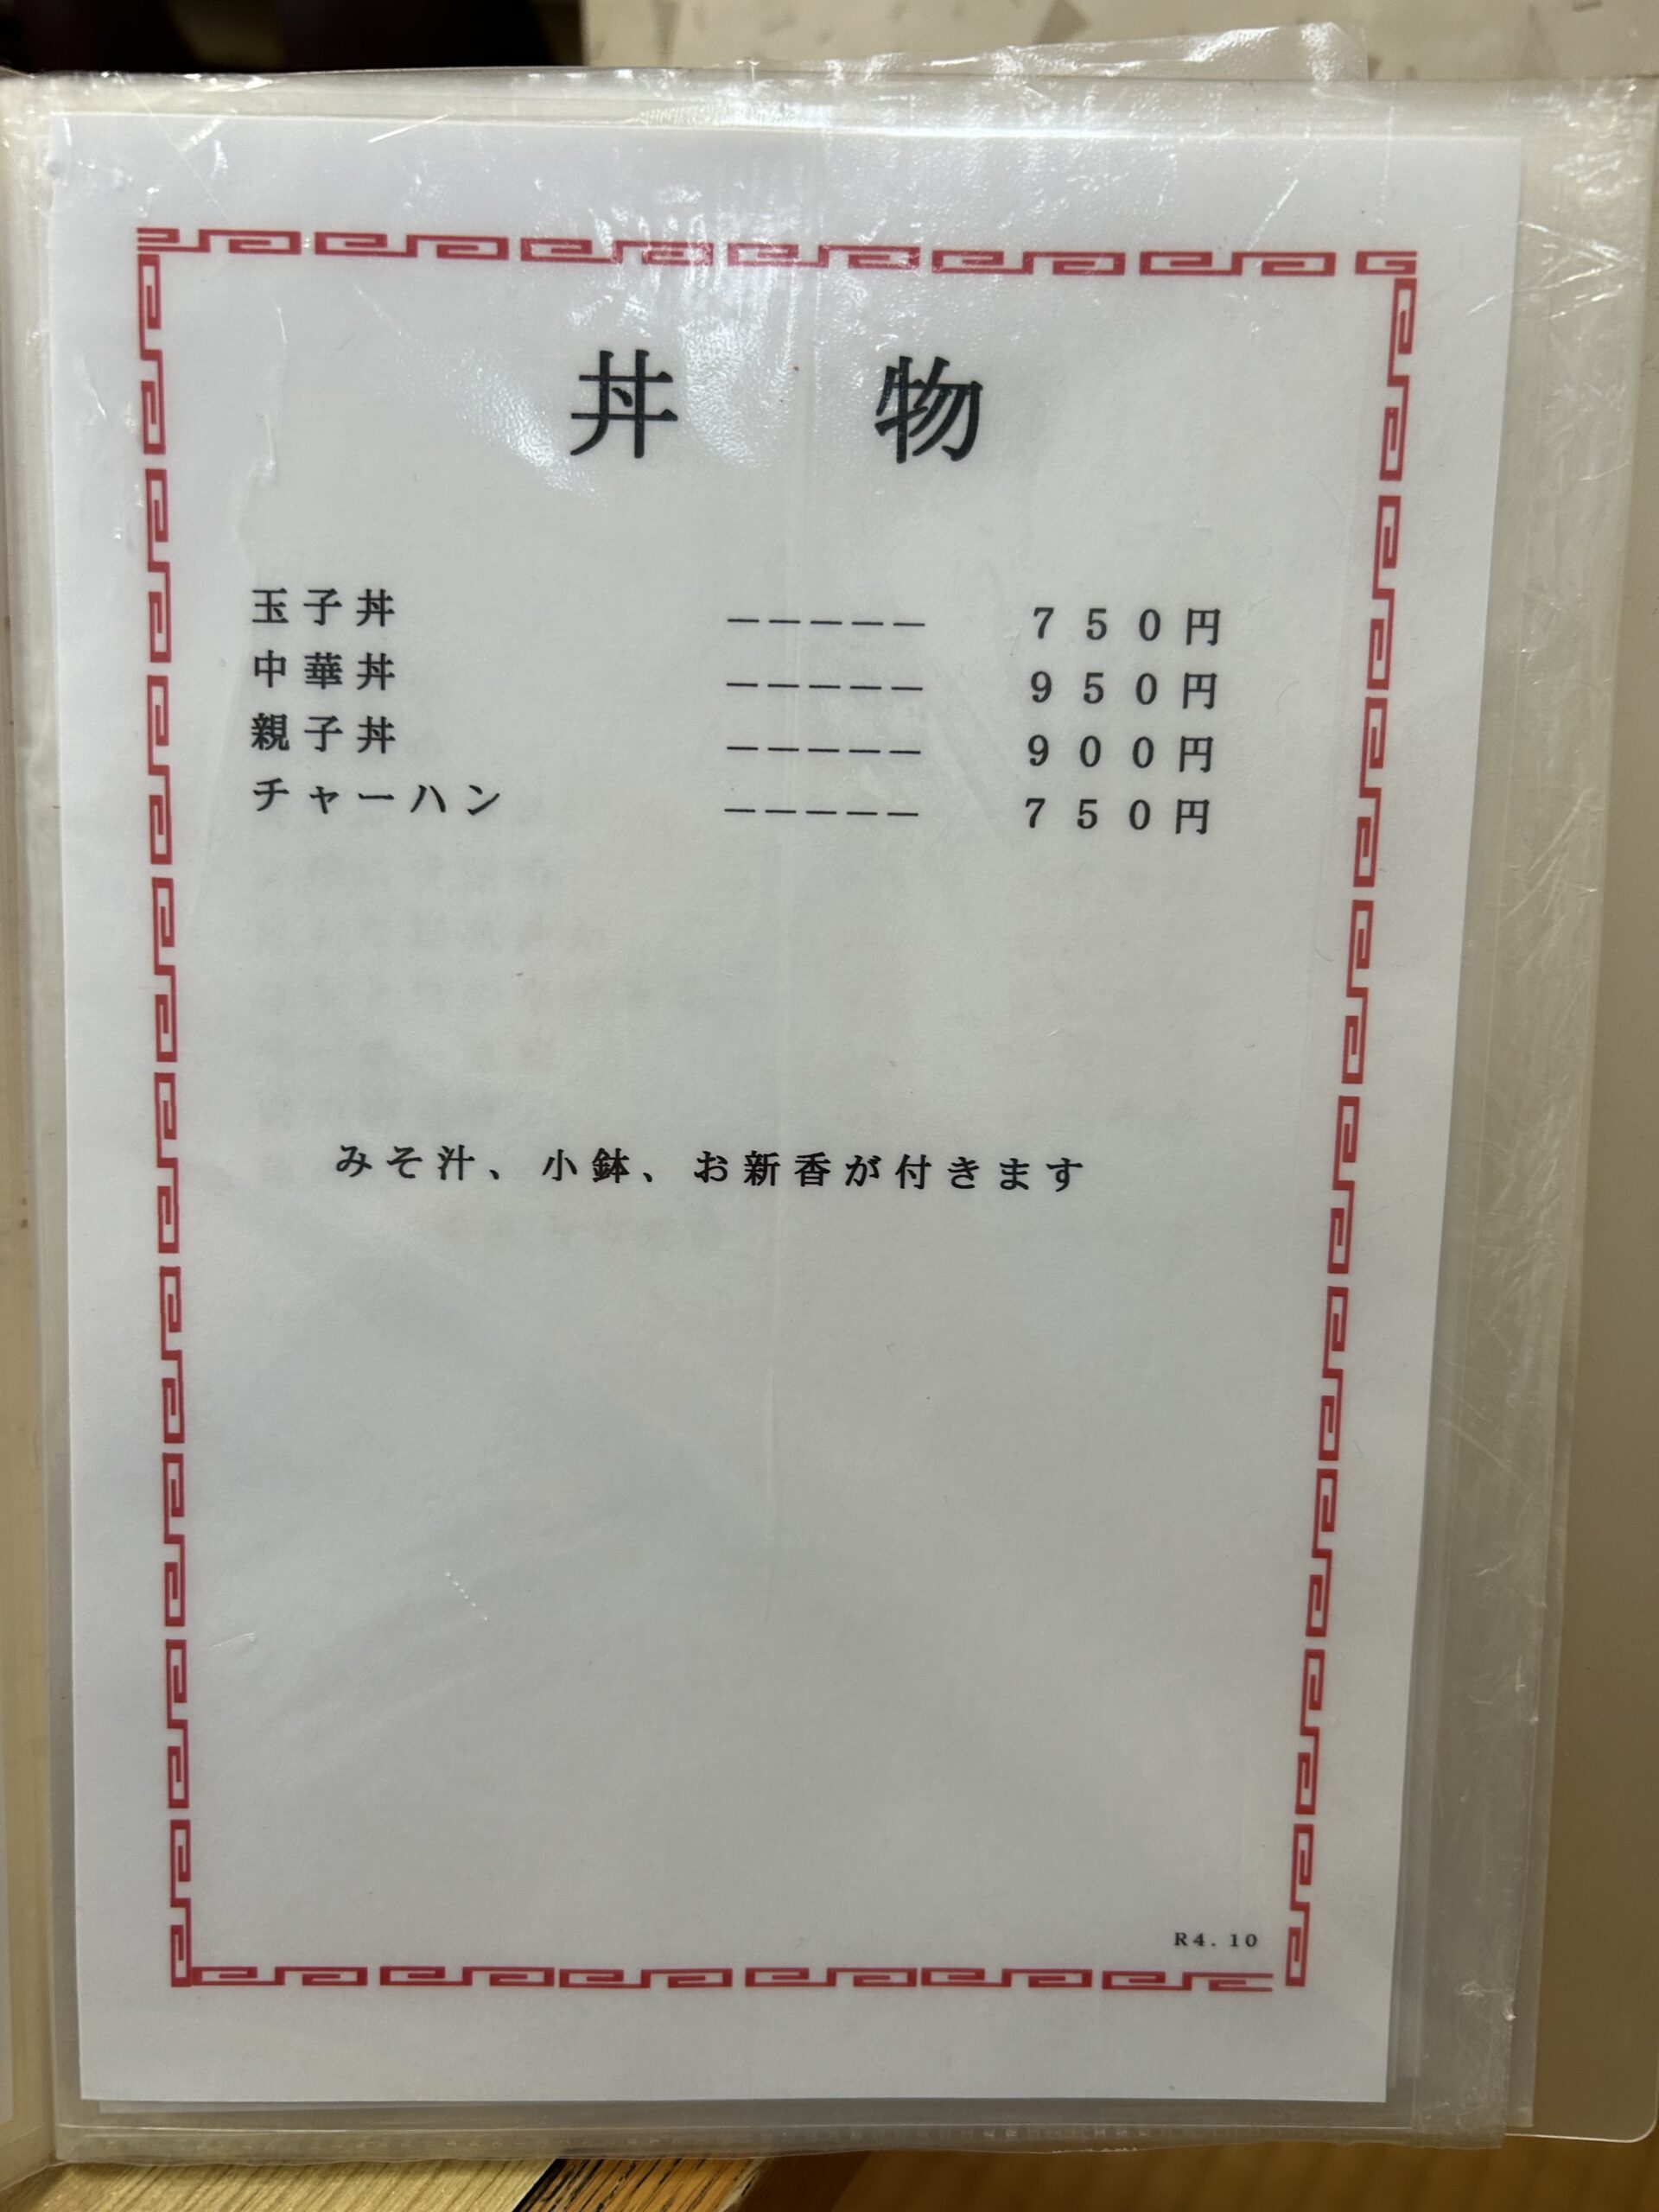 丼　物
玉子丼 ――――― ７５０円
中華丼 ――――― ９５０円
親子丼 ――――― ９００円
チャーハン ――――― ７５０円
みそ汁、小鉢、お新香が付きます
R4.10